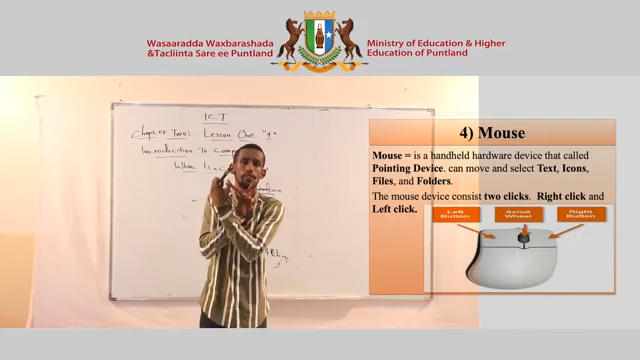 Wasaaradda Waxbarashada
&Tacliinta Sare ee Puntland
Ministry of Education & Higher
Education of Puntland
ICT
Chapter Two: Lesson One "1"
Introduction To Comp
What Is
4) Mouse
Mouse = is a handheld hardware device that called
Pointing Device. can move and select Text, Icons,
Files, and Folders.
The mouse device consist two clicks. Right click and
Left click.
Left
Button
Scroll
Wheel
Right
Button